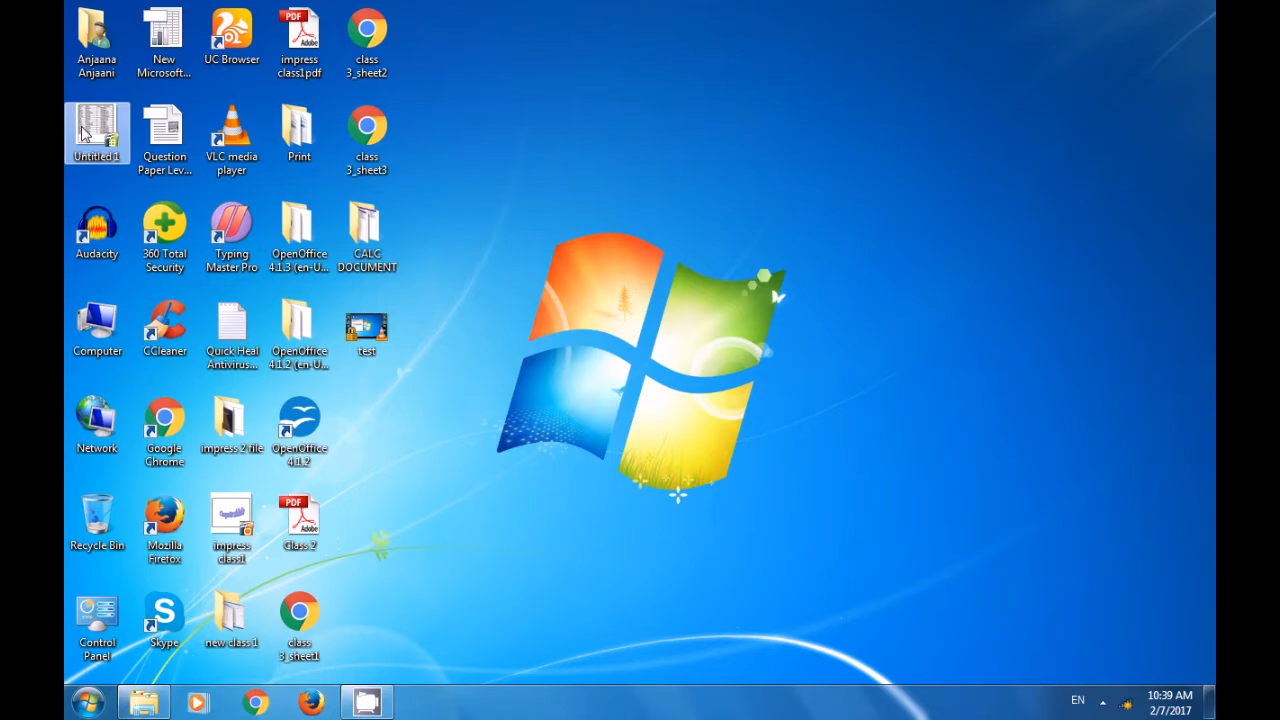 Anjaana
Anjaani
New
Microsoft...
UC Browser
PDF
Adobe
impress
class1pdf
class
3_sheet2
Untitled 1
Question
Paper Lev...
VLC media
player
Print
class
3_sheet3
Audacity
360 Total
Security
Typing
Master Pro
OpenOffice
4.1.3 (en-U...
CALC
DOCUMENT
Computer
CCleaner
Quick Heal
Antivirus...
OpenOffice
4.1.2 (en-U...
test
Network
Google
Chrome
impress 2 file
OpenOffice
4.1.2
Recycle Bin
Mozilla
Firefox
impress
class1
PDF
Adobe
Class 2
Control
Panel
Skype
new class 1
class
3_sheet1
EN
10:39 AM
2/7/2017